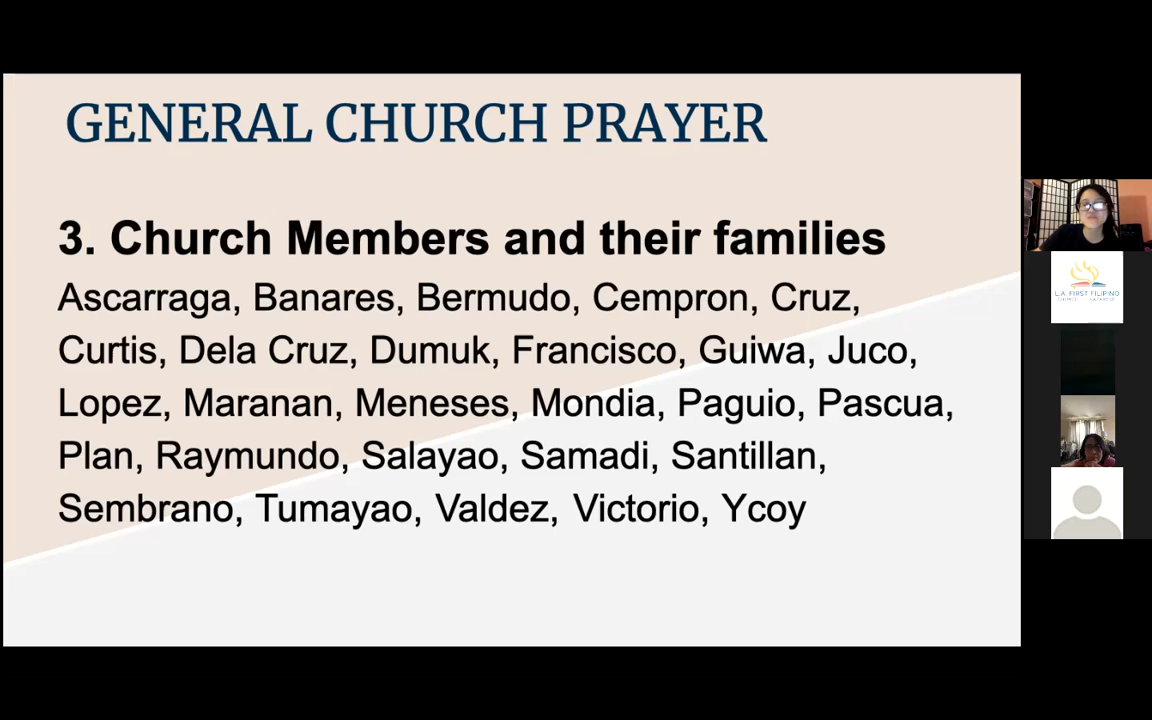 GENERAL CHURCH PRAYER
3. Church Members and their families
Ascarraga, Banares, Bermudo, Cempron, Cruz,
Curtis, Dela Cruz, Dumuk, Francisco, Guiwa, Juco,
Lopez, Maranan, Meneses, Mondia, Paguio, Pascua,
Plan, Raymundo, Salayao, Samadi, Santillan,
Sembrano, Tumayao, Valdez, Victorio, Ycoy
L.A. FIRST FILIPINO